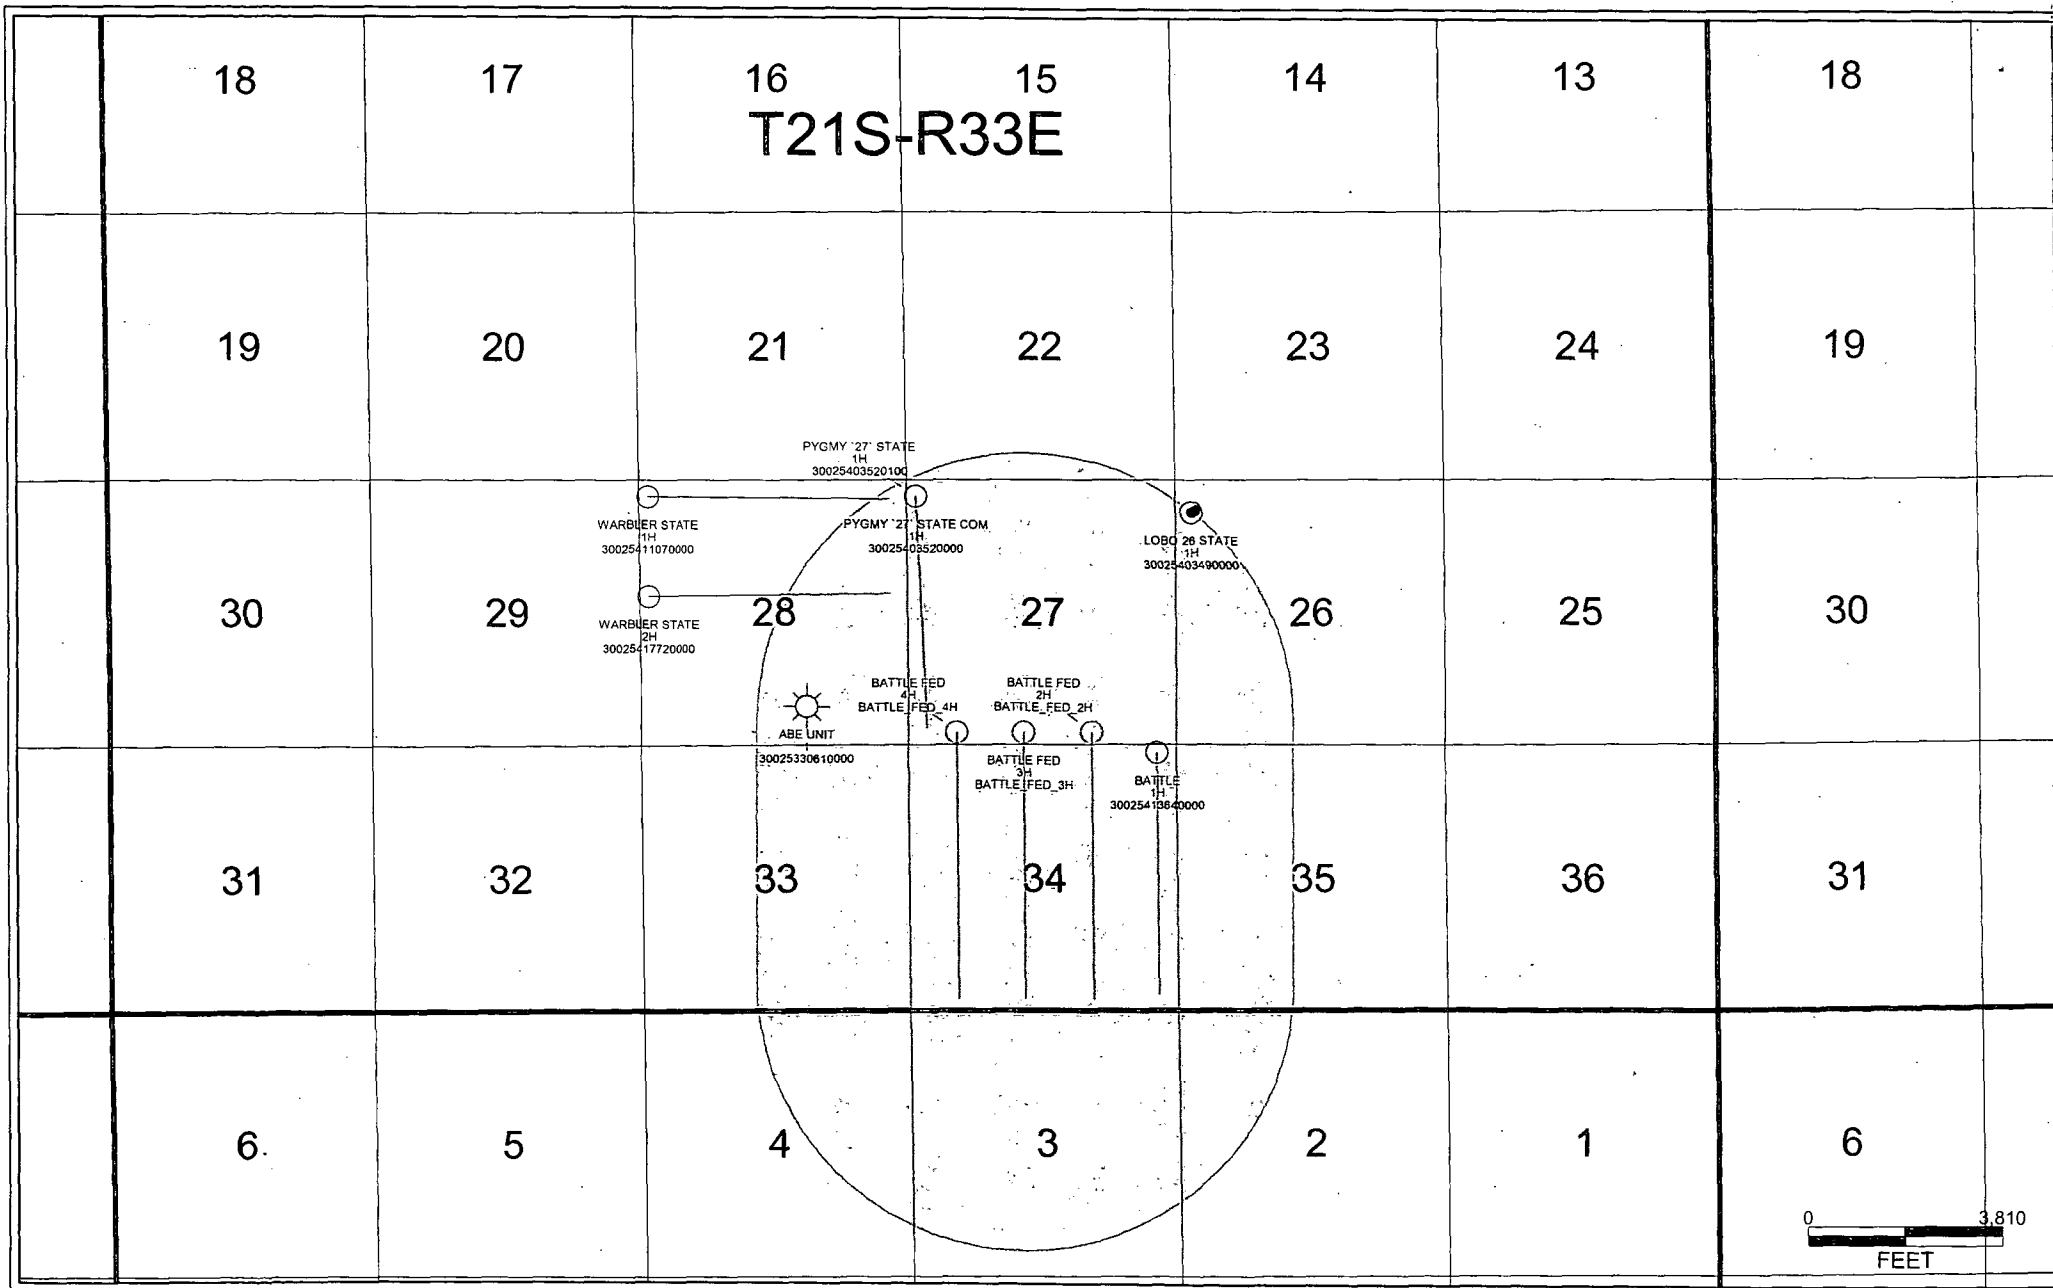 18 17 16 15 14 13 18
T21S-R33E
19 20 21 22 23 24 19
PYGMY '27' STATE
1H
30025403520100
WARBLER STATE
1H
30025411070000
PYGMY '27' STATE COM
1H
30025403520000
LOBO 26 STATE
1H
30025403490000
30 29 28 27 26 25 30
WARBLER STATE
2H
30025417720000
BATTLE FED
4H
BATTLE_FED_4H
BATTLE FED
2H
BATTLE_FED_2H
ABE UNIT
1
30025330610000
BATTLE FED
3H
BATTLE_FED_3H
BATTLE
1H
30025413640000
31 32 33 34 35 36 31
6 5 4 3 2 1 6
0 3,810
FEET